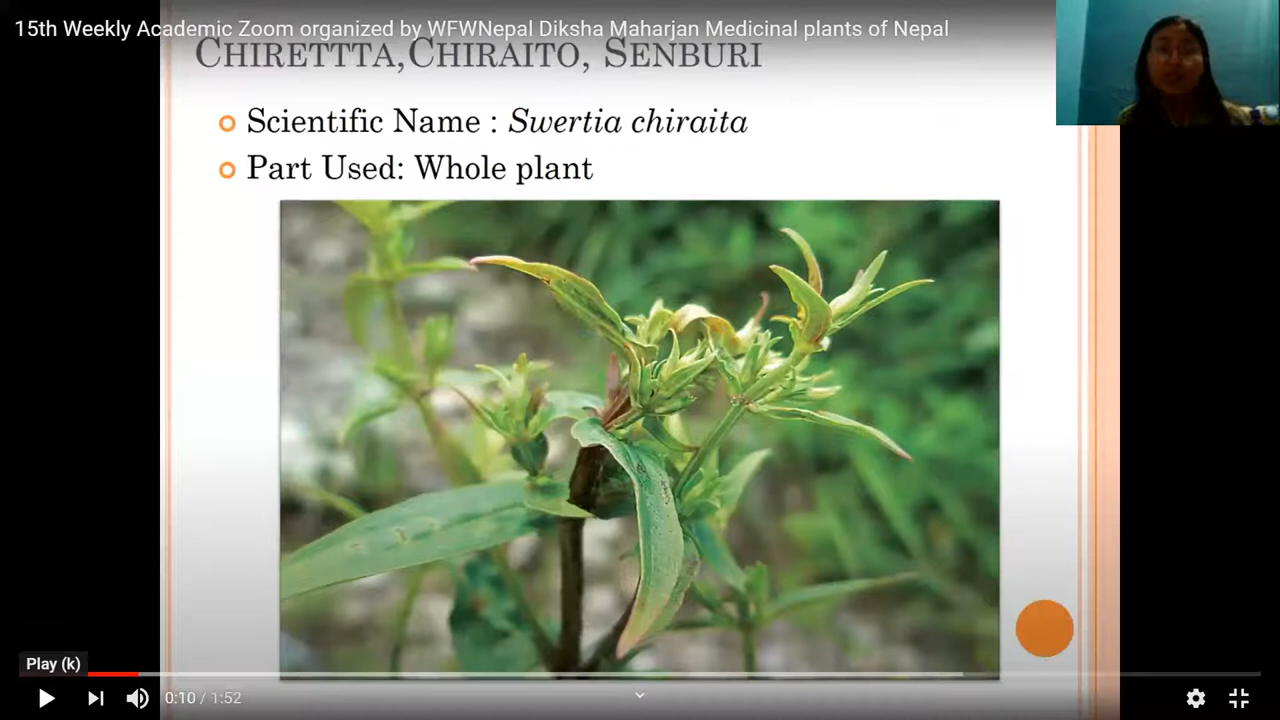 15th Weekly Academic Zoom organized by WFWNepal Diksha Maharjan Medicinal plants of Nepal
CHIRETTTA,CHIRAITO, SENBURI
Scientific Name : Swertia chiraita
Part Used: Whole plant
Play (k)
0:10 / 1:52